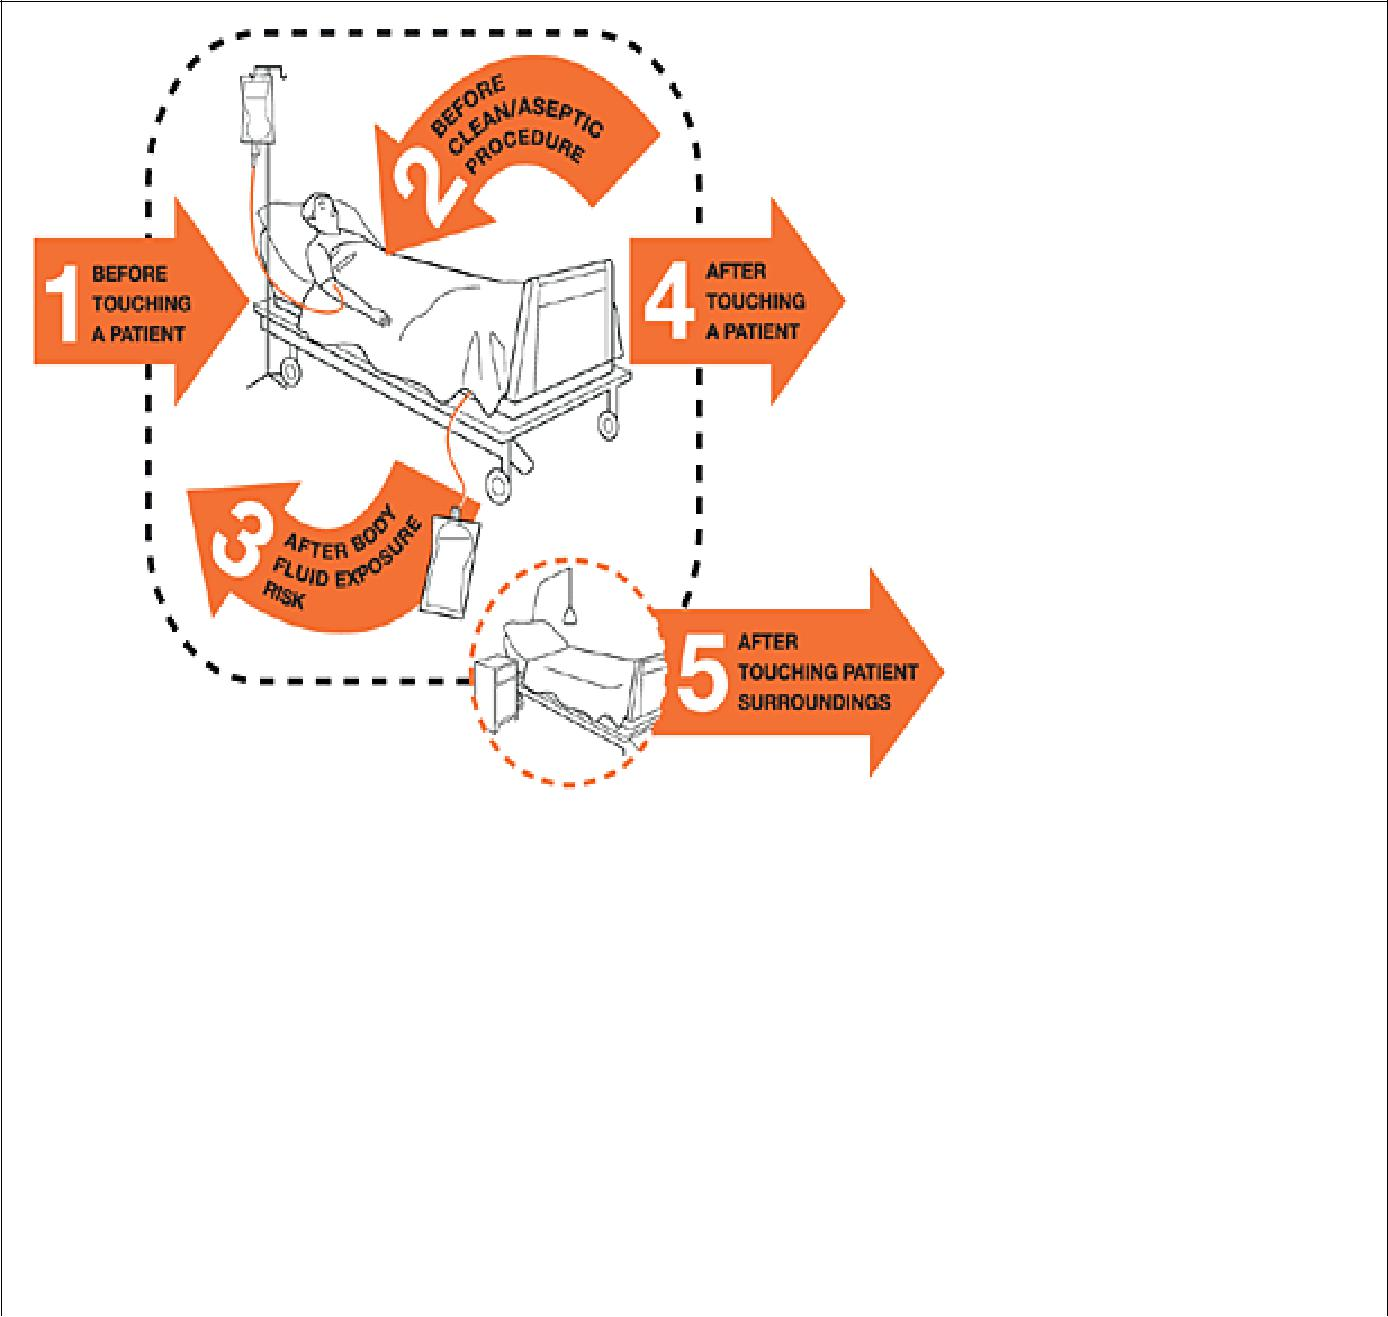 1
BEFORE
TOUCHING
A PATIENT
2
BEFORE
CLEAN/ASEPTIC
PROCEDURE
3
AFTER BODY
FLUID EXPOSURE
RISK
4
AFTER
TOUCHING
A PATIENT
5
AFTER
TOUCHING PATIENT
SURROUNDINGS